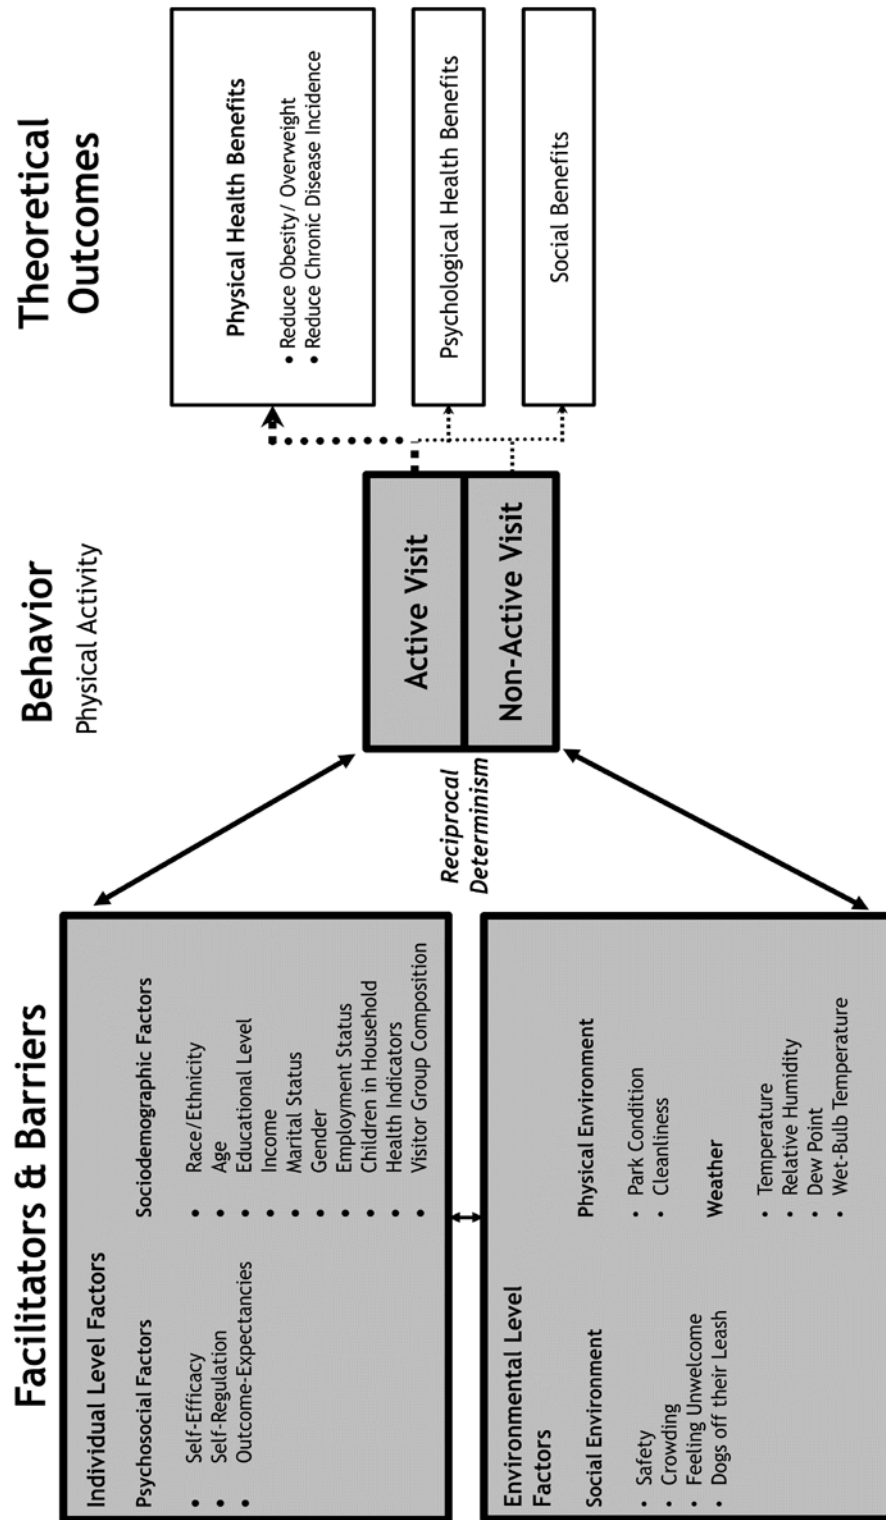 Facilitators & Barriers
Individual Level Factors
Psychosocial Factors
• Self-Efficacy
• Self-Regulation
• Outcome-Expectancies
Sociodemographic Factors
• Race/Ethnicity
• Age
• Educational Level
• Income
• Marital Status
• Gender
• Employment Status
• Children in Household
• Health Indicators
• Visitor Group Composition
Environmental Level
Factors
Social Environment
• Safety
• Crowding
• Feeling Unwelcome
• Dogs off their Leash
Physical Environment
• Park Condition
• Cleanliness
Weather
• Temperature
• Relative Humidity
• Dew Point
• Wet-Bulb Temperature
Reciprocal
Determinism
Behavior
Physical Activity
Active Visit
Non-Active Visit
Theoretical
Outcomes
Physical Health Benefits
• Reduce Obesity/ Overweight
• Reduce Chronic Disease Incidence
Psychological Health Benefits
Social Benefits